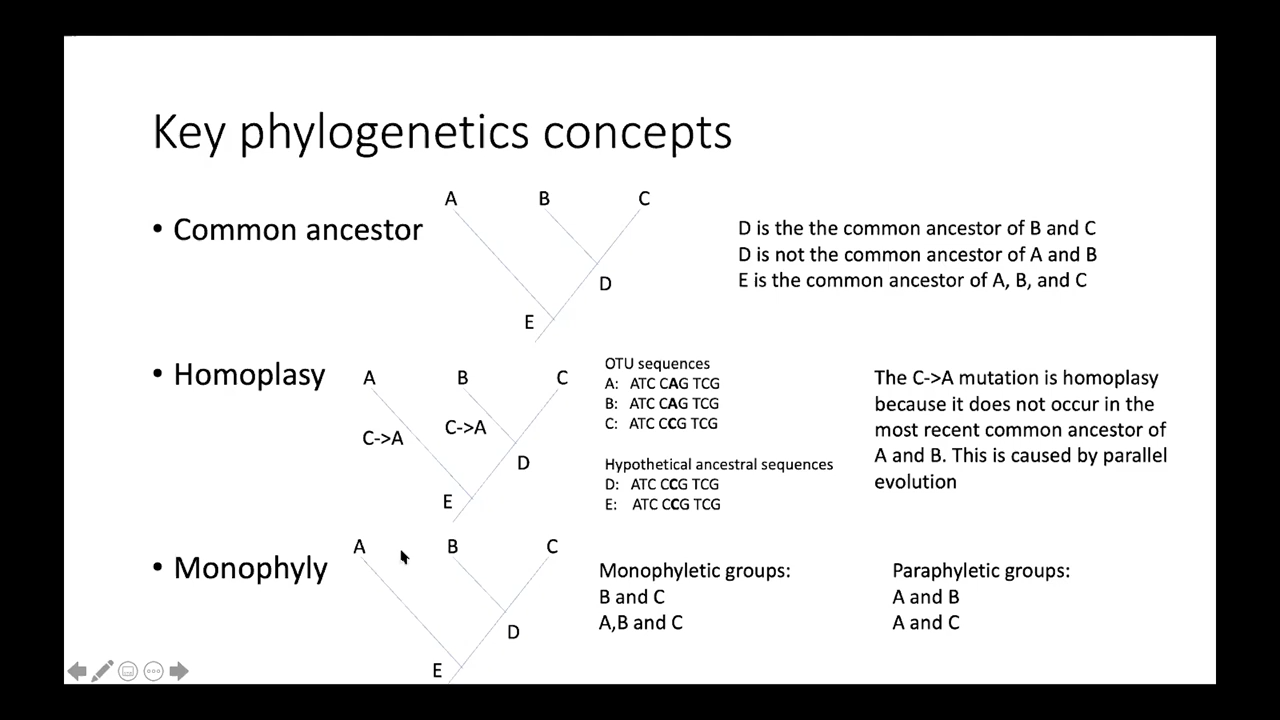 Key phylogenetics concepts
• Common ancestor
A B C
D
E
D is the the common ancestor of B and C
D is not the common ancestor of A and B
E is the common ancestor of A, B, and C
• Homoplasy
A B C
C->A C->A
D
E
OTU sequences
A: ATC CAG TCG
B: ATC CAG TCG
C: ATC CCG TCG
Hypothetical ancestral sequences
D: ATC CCG TCG
E: ATC CCG TCG
The C->A mutation is homoplasy
because it does not occur in the
most recent common ancestor of
A and B. This is caused by parallel
evolution
• Monophyly
A B C
D
E
Monophyletic groups:
B and C
A,B and C
Paraphyletic groups:
A and B
A and C